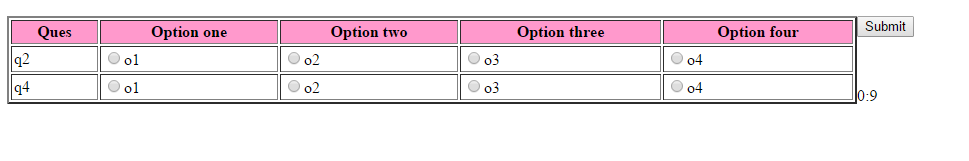 Ques Option one Option two Option three Option four Submit
q2 o1 o2 o3 o4
q4 o1 o2 o3 o4
0:9